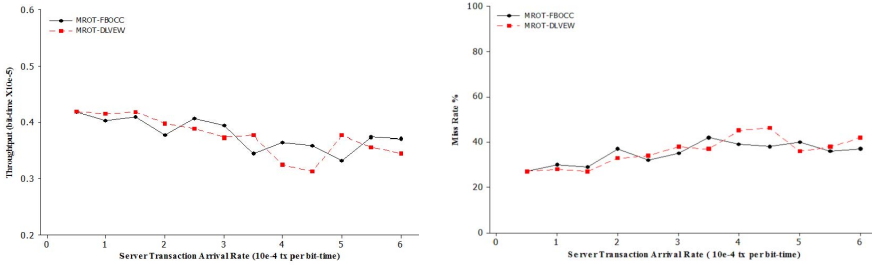 0.6
MROT-FBOCC
MROT-DLVEW
0.5
0.4
0.3
0.2
Throughput (bit-time X10e-5)
0 1 2 3 4 5 6
Server Transaction Arrival Rate (10e-4 tx per bit-time)
100
MROT-FBOCC
MROT-DLVEW
80
60
40
20
0
Miss Rate %
0 1 2 3 4 5 6
Server Transaction Arrival Rate ( 10e-4 tx per bit-time)